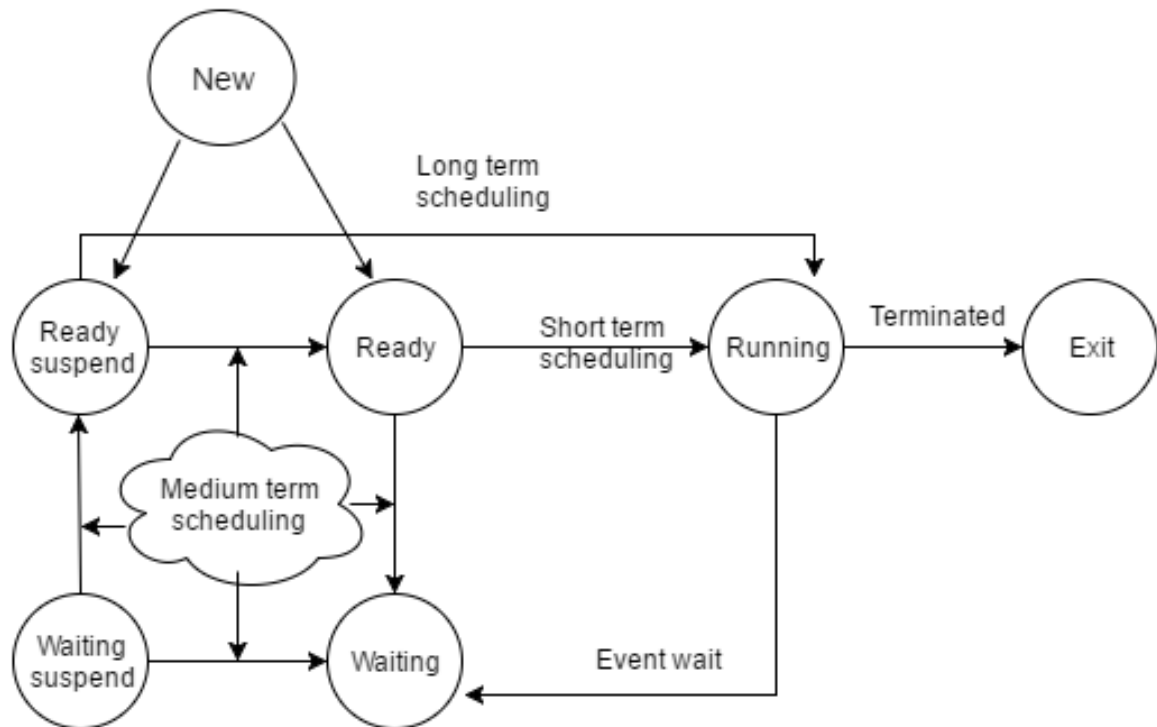 New
Long term
scheduling
Ready
suspend
Ready
Short term
scheduling
Running
Terminated
Exit
Medium term
scheduling
Waiting
suspend
Waiting
Event wait